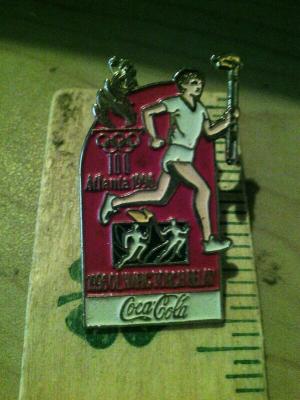 Atlanta 1996
1996 OLYMPIC TORCH RELAY
Coca-Cola